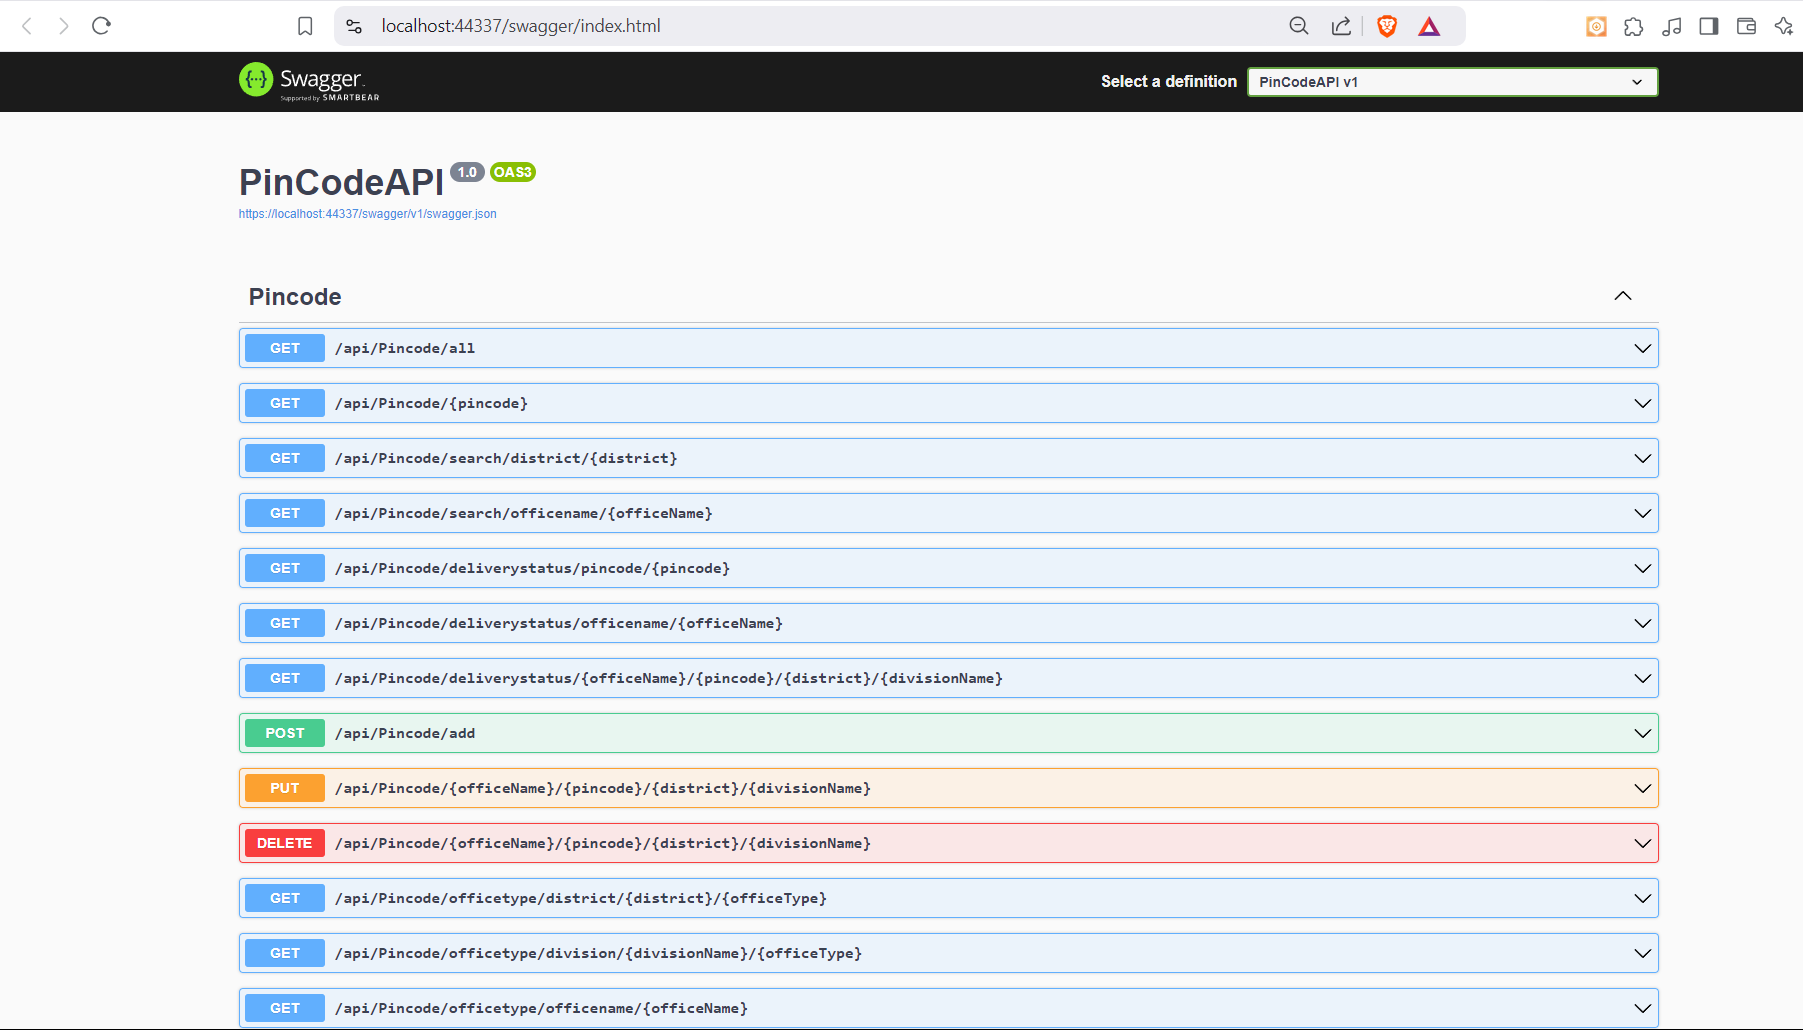 localhost:44337/swagger/index.html
{···} Swagger
Supported by SMARTBEAR
Select a definition
PinCodeAPI v1
PinCodeAPI 1.0 OAS3
https://localhost:44337/swagger/v1/swagger.json
Pincode
GET /api/Pincode/all
GET /api/Pincode/{pincode}
GET /api/Pincode/search/district/{district}
GET /api/Pincode/search/officename/{officeName}
GET /api/Pincode/deliverystatus/pincode/{pincode}
GET /api/Pincode/deliverystatus/officename/{officeName}
GET /api/Pincode/deliverystatus/{officeName}/{pincode}/{district}/{divisionName}
POST /api/Pincode/add
PUT /api/Pincode/{officeName}/{pincode}/{district}/{divisionName}
DELETE /api/Pincode/{officeName}/{pincode}/{district}/{divisionName}
GET /api/Pincode/officetype/district/{district}/{officeType}
GET /api/Pincode/officetype/division/{divisionName}/{officeType}
GET /api/Pincode/officetype/officename/{officeName}